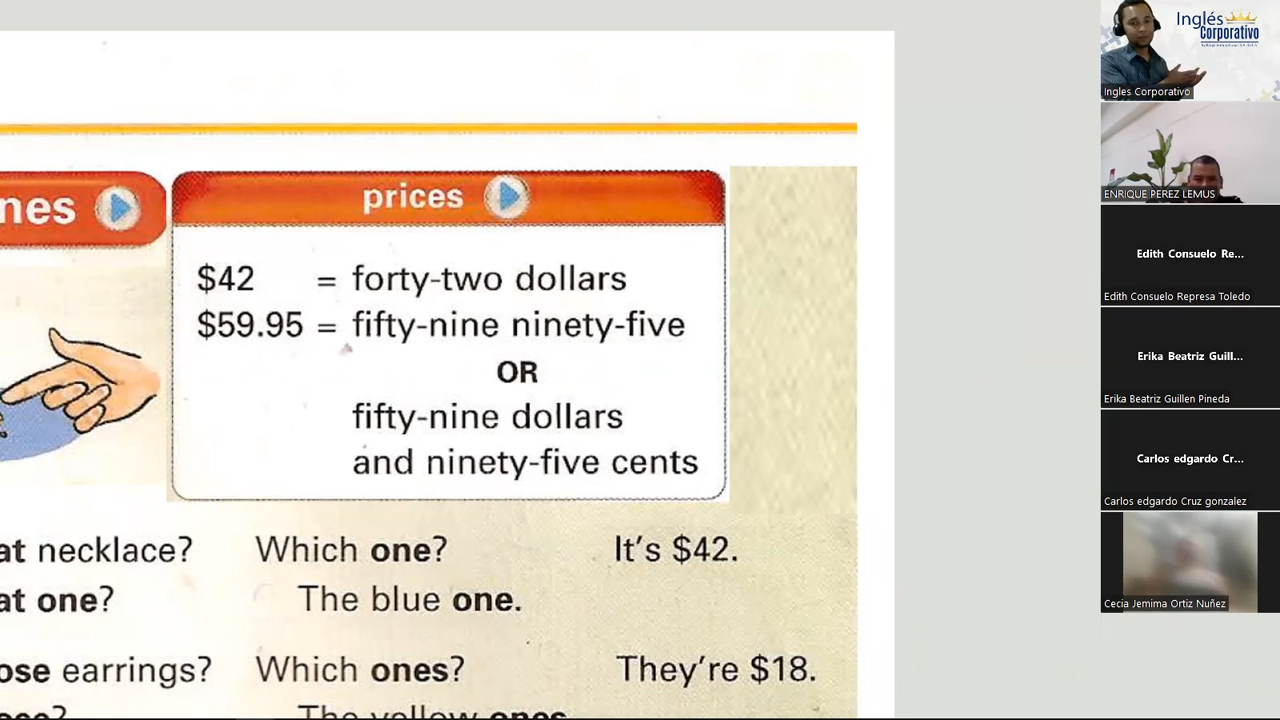 nes
prices
$42 = forty-two dollars
$59.95 = fifty-nine ninety-five
OR
fifty-nine dollars
and ninety-five cents
at necklace? Which one? It's $42.
at one? The blue one.
ose earrings? Which ones? They're $18.
The yellow ones
Inglés
Corporativo
Ingles Corporativo
ENRIQUE PEREZ LEMUS
Edith Consuelo Re...
Edith Consuelo Represa Toledo
Erika Beatriz Guill...
Erika Beatriz Guillen Pineda
Carlos edgardo Cr...
Carlos edgardo Cruz gonzalez
Cecia Jemima Ortiz Nuñez